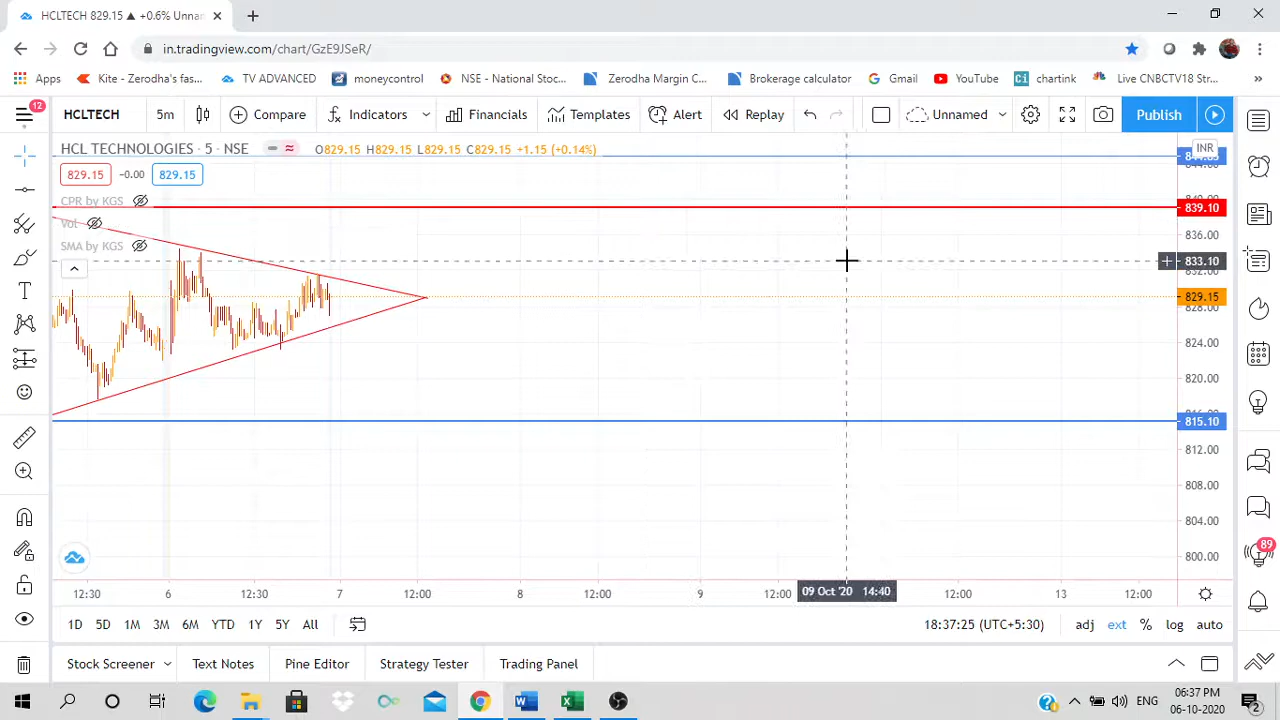 HCLTECH 829.15 ▲ +0.6% Unnan
in.tradingview.com/chart/GzE9JSeR/
Apps
Kite - Zerodha's fas...
TV ADVANCED
moneycontrol
NSE - National Stoc...
Zerodha Margin C...
Brokerage calculator
Gmail
YouTube
Ci chartink
Live CNBCTV18 Str...
»
12
HCLTECH
5m
Compare
Indicators
Financials
Templates
Alert
Replay
Unnamed
Publish
HCL TECHNOLOGIES · 5 · NSE
O829.15 H829.15 L829.15 C829.15 +1.15 (+0.14%)
INR
829.15 -0.00 829.15
CPR by KGS
Vol
SMA by KGS
839.10
836.00
833.10
832.00
829.15
828.00
824.00
820.00
815.10
812.00
808.00
804.00
800.00
12:30 6 12:30 7 12:00 8 12:00 9 12:00 09 Oct '20 14:40 12:00 13 12:00
89
1D 5D 1M 3M 6M YTD 1Y 5Y All
18:37:25 (UTC+5:30)
adj ext % log auto
Stock Screener
Text Notes
Pine Editor
Strategy Tester
Trading Panel
ENG
06:37 PM
06-10-2020
2